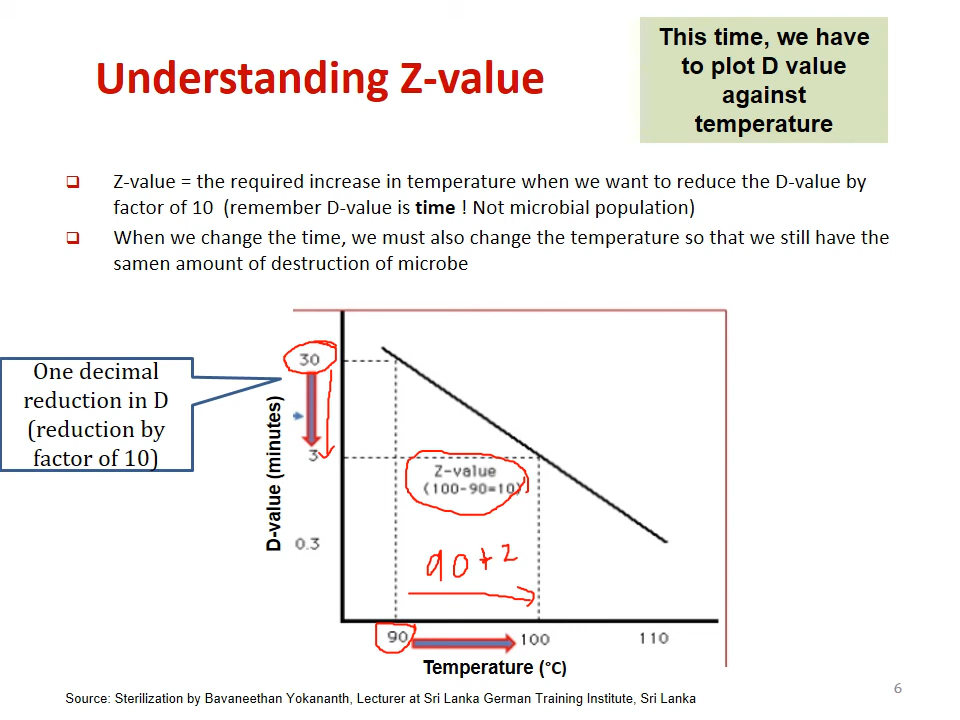 Understanding Z-value
This time, we have
to plot D value
against
temperature
Z-value = the required increase in temperature when we want to reduce the D-value by
factor of 10 (remember D-value is time ! Not microbial population)
When we change the time, we must also change the temperature so that we still have the
samen amount of destruction of microbe
One decimal
reduction in D
(reduction by
factor of 10)
D-value (minutes)
30
3
0.3
Z-value
(100-90=10)
90+z
90
100
110
Temperature (°C)
Source: Sterilization by Bavaneethan Yokananth, Lecturer at Sri Lanka German Training Institute, Sri Lanka
6